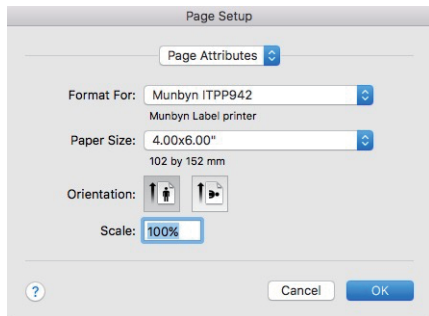 Page Setup
Page Attributes
Format For: Munbyn ITPP942
Munbyn Label printer
Paper Size: 4.00x6.00"
102 by 152 mm
Orientation:
Scale: 100%
? Cancel OK